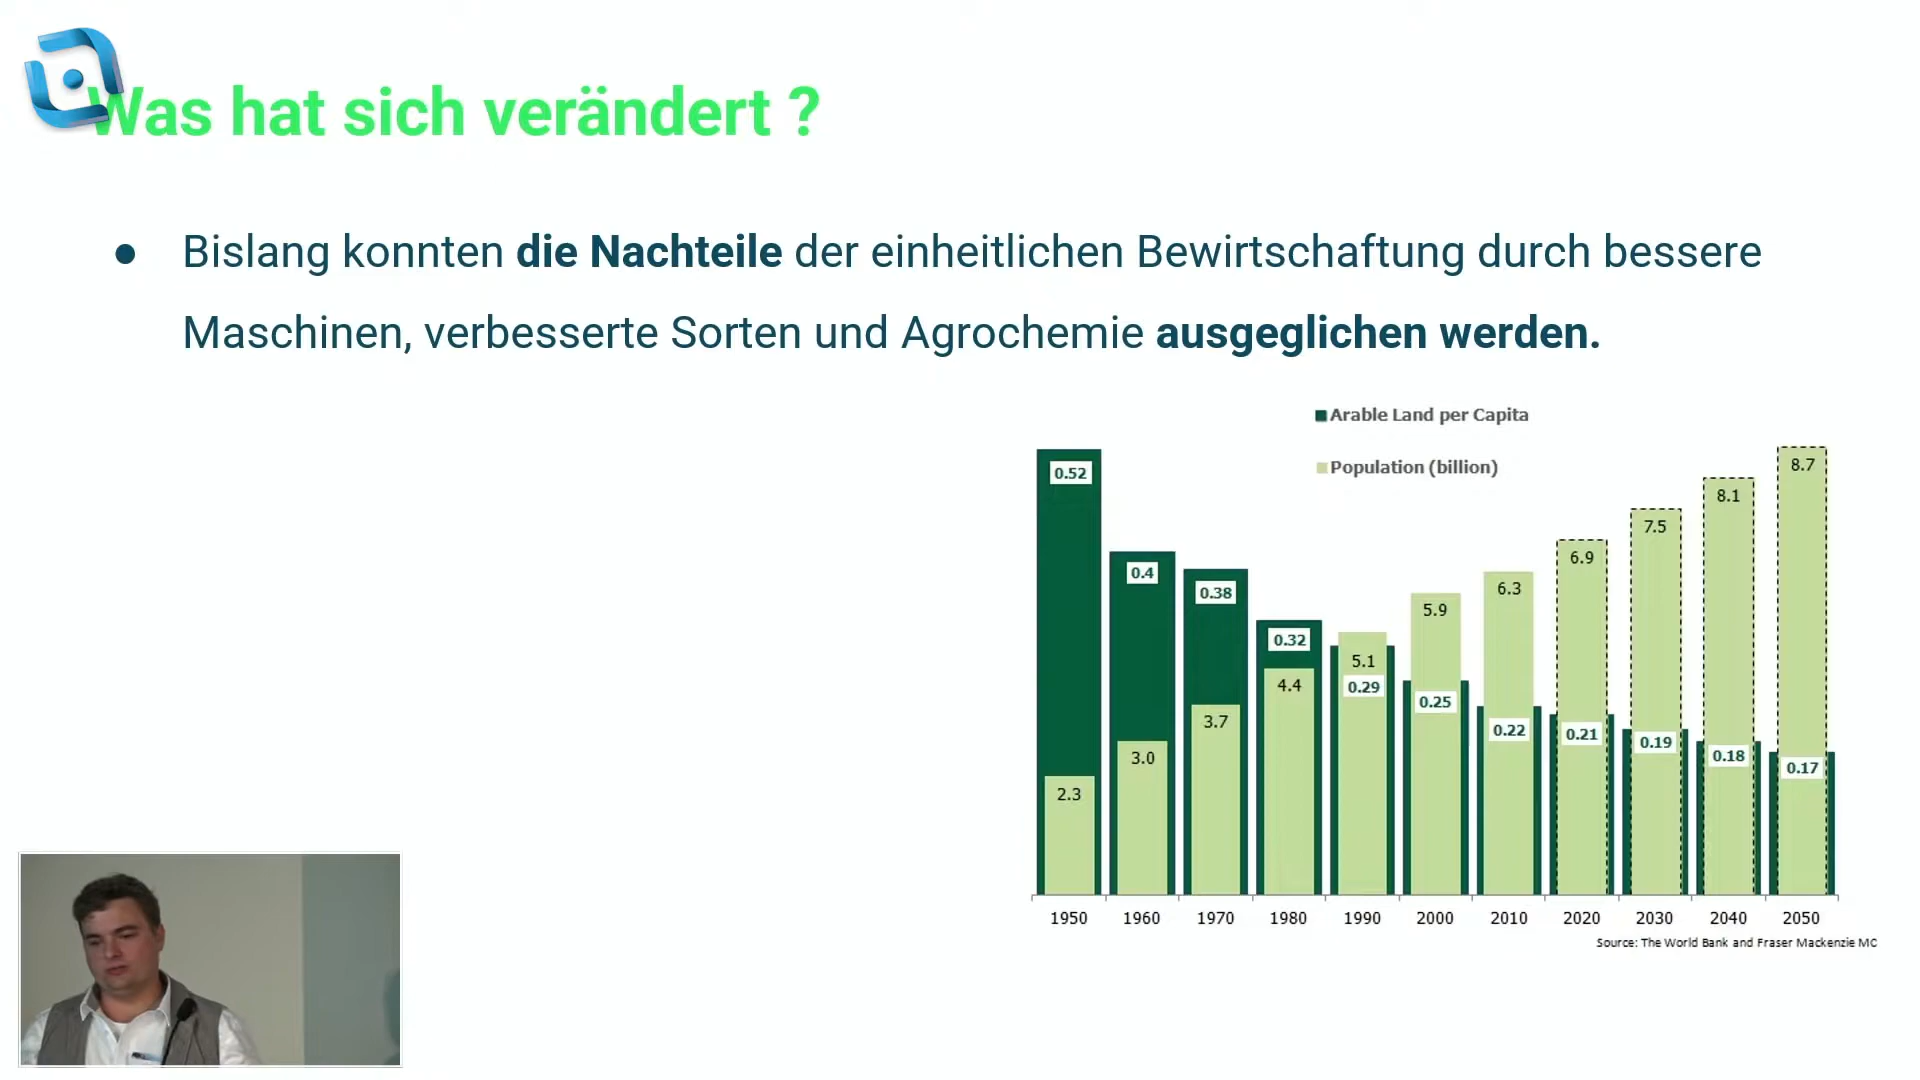 Was hat sich verändert ?
● Bislang konnten die Nachteile der einheitlichen Bewirtschaftung durch bessere
Maschinen, verbesserte Sorten und Agrochemie ausgeglichen werden.
Arable Land per Capita
Population (billion)
0.52 0.4 0.38 0.32 0.29 0.25 0.22 0.21 0.19 0.18 0.17
2.3 3.0 3.7 4.4 5.1 5.9 6.3 6.9 7.5 8.1 8.7
1950 1960 1970 1980 1990 2000 2010 2020 2030 2040 2050
Source: The World Bank and Fraser Mackenzie MC